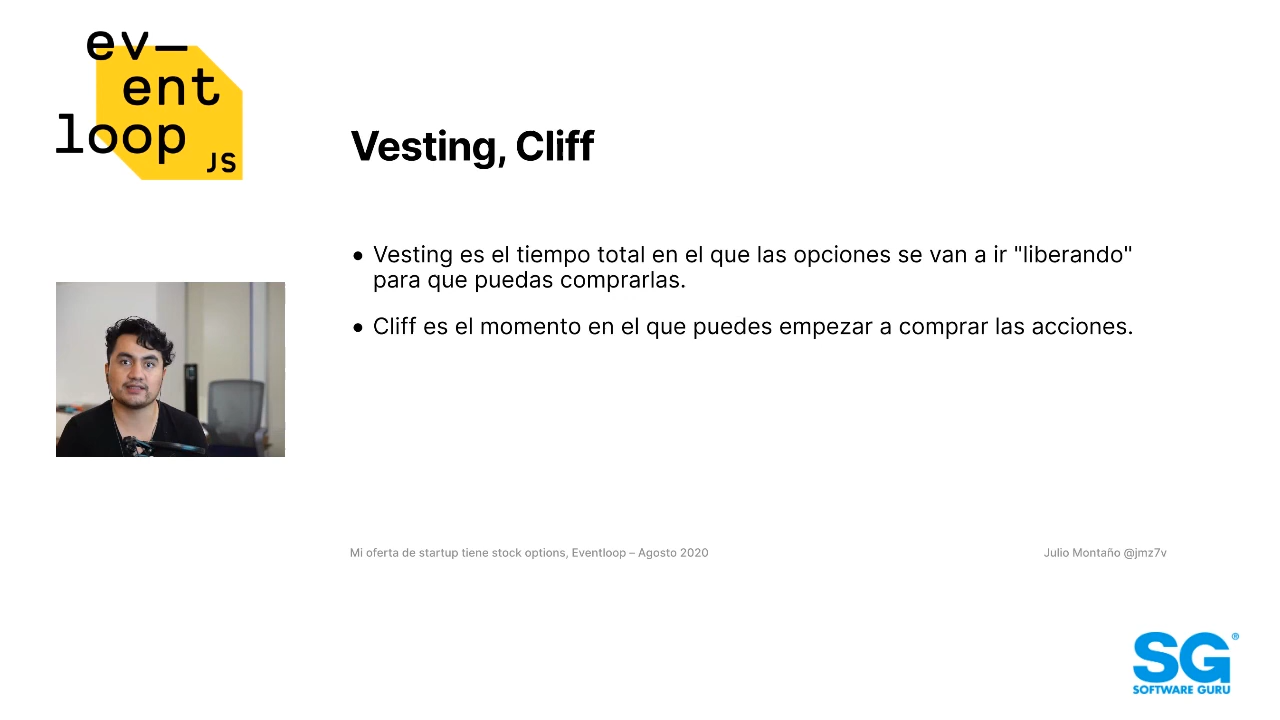 ev—
ent
loop
JS
Vesting, Cliff
• Vesting es el tiempo total en el que las opciones se van a ir "liberando"
para que puedas comprarlas.
• Cliff es el momento en el que puedes empezar a comprar las acciones.
Mi oferta de startup tiene stock options, Eventloop – Agosto 2020
Julio Montaño @jmz7v
SG®
SOFTWARE GURU